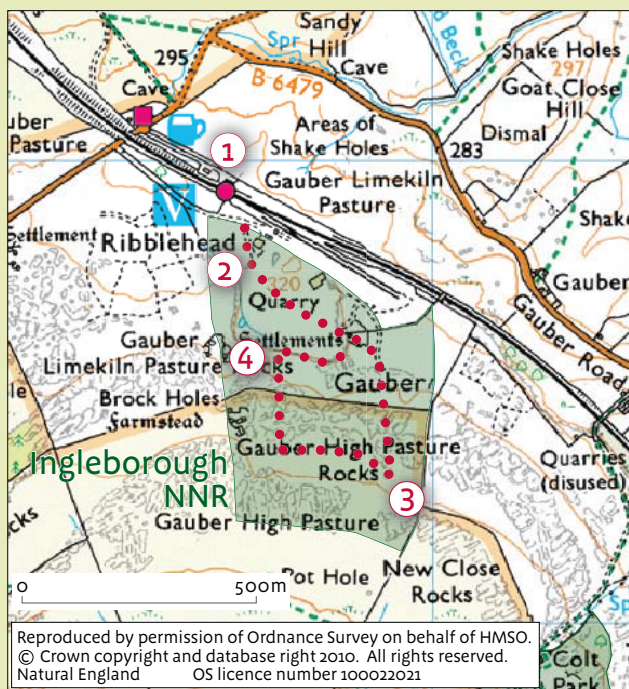 Sandy
Hill
Spr
Beck
295
Cave
B-6479
Cave
Shake Holes
297
Goat Close
Hill
Areas of
Shake Holes
Dismal
283
Pasture
1
Gauber Limekiln
Pasture
Settlement
Ribblehead
2
320
Quarry
Gauber
Gauber Road
Gauber
Limekiln Pasture
Rocks
Settlements
4
Gauber
Brock Holes
Farmstead
Gauber High Pasture
Rocks
Ingleborough
NNR
3
Quarries
(disused)
Gauber High Pasture
Pot Hole
New Close
Rocks
0 500m
Sp
Colt
Park
Reproduced by permission of Ordnance Survey on behalf of HMSO.
© Crown copyright and database right 2010. All rights reserved.
Natural England OS licence number 100022021